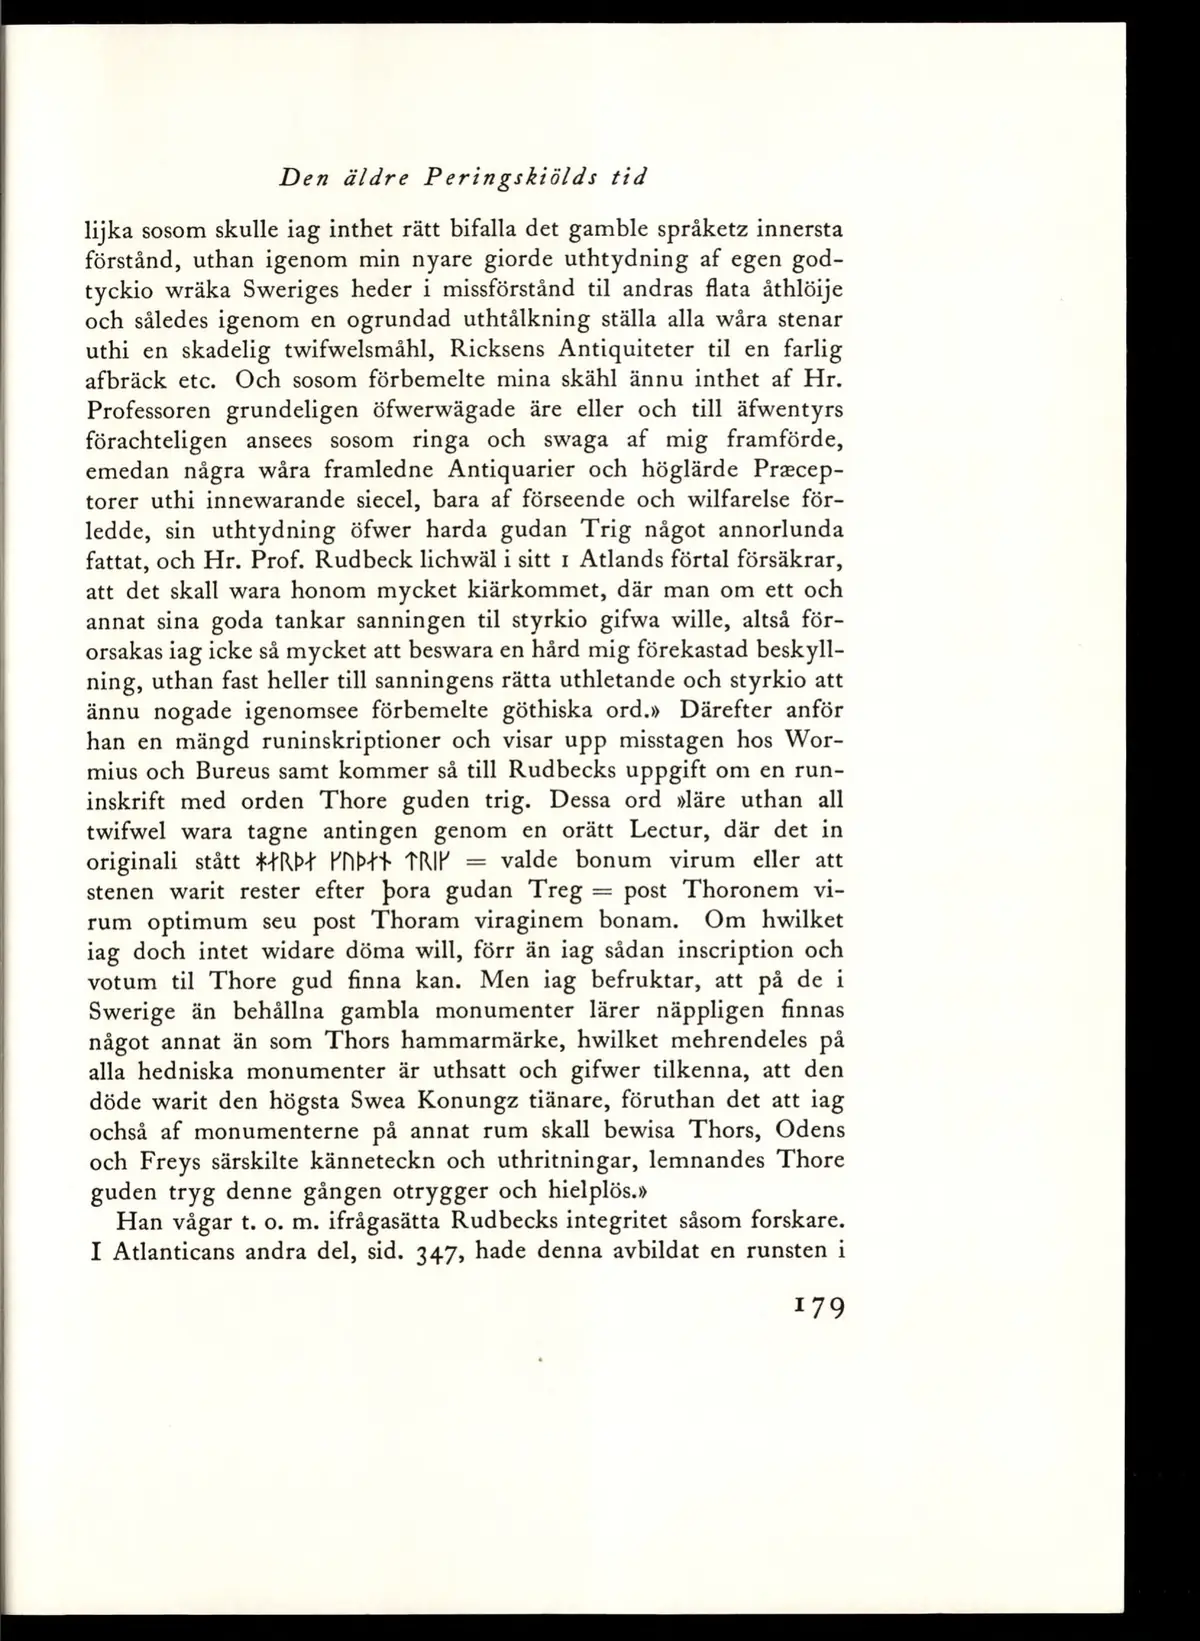 Den äldre Peringskiölds tid
lijka sosom skulle iag inthet rätt bifalla det gamble språketz innersta
förstånd, uthan igenom min nyare giorde uthtydning af egen god-
tyckio wräka Sweriges heder i missförstånd til andras flata åthlöije
och således igenom en ogrundad uthtålkning ställa alla wåra stenar
uthi en skadelig twifwelsmåhl, Ricksens Antiquiteter til en farlig
afbräck etc. Och sosom förbemelte mina skähl ännu inthet af Hr.
Professoren grundeligen öfwerwägade äre eller och till äfwentyrs
förachteligen ansees sosom ringa och swaga af mig framförde,
emedan några wåra framledne Antiquarier och höglärde Præcep-
torer uthi innewarande siecel, bara af förseende och wilfarelse för-
ledde, sin uthtydning öfwer harda gudan Trig något annorlunda
fattat, och Hr. Prof. Rudbeck lichwäl i sitt 1 Atlands förtal försäkrar,
att det skall wara honom mycket kiärkommet, där man om ett och
annat sina goda tankar sanningen til styrkio gifwa wille, altså för-
orsakas iag icke så mycket att beswara en hård mig förekastad beskyll-
ning, uthan fast heller till sanningens rätta uthletande och styrkio att
ännu nogade igenomsee förbemelte göthiska ord.» Därefter anför
han en mängd runinskriptioner och visar upp misstagen hos Wor-
mius och Bureus samt kommer så till Rudbecks uppgift om en run-
inskrift med orden Thore guden trig. Dessa ord »läre uthan all
twifwel wara tagne antingen genom en orätt Lectur, där det in
originali stått ᚼᛅᚱᚦᛅ ᚴᚢᚦᛅᚾ ᛏᚱᛁᚴ = valde bonum virum eller att
stenen warit rester efter þora gudan Treg = post Thoronem vi-
rum optimum seu post Thoram viraginem bonam. Om hwilket
iag doch intet widare döma will, förr än iag sådan inscription och
votum til Thore gud finna kan. Men iag befruktar, att på de i
Swerige än behållna gambla monumenter lärer näppligen finnas
något annat än som Thors hammarmärke, hwilket mehrendeles på
alla hedniska monumenter är uthsatt och gifwer tilkenna, att den
döde warit den högsta Swea Konungz tiänare, föruthan det att iag
ochså af monumenterne på annat rum skall bewisa Thors, Odens
och Freys särskilte känneteckn och uthritningar, lemnandes Thore
guden tryg denne gången otrygger och hielplös.»
Han vågar t. o. m. ifrågasätta Rudbecks integritet såsom forskare.
I Atlanticans andra del, sid. 347, hade denna avbildat en runsten i
179